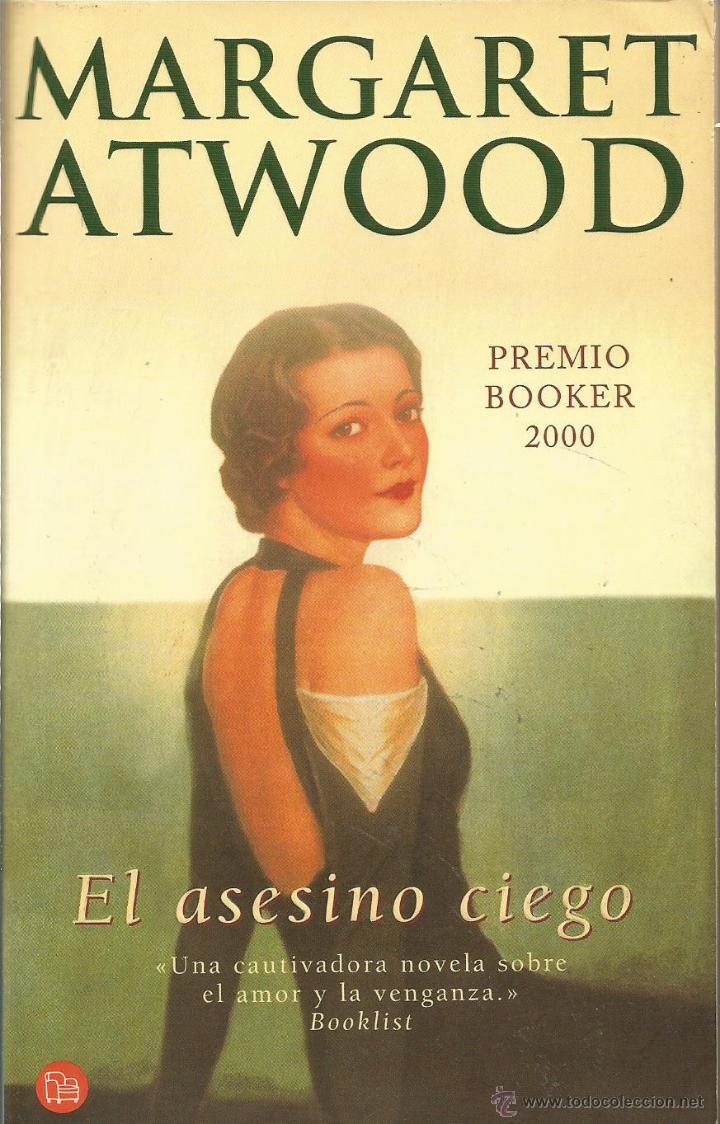 MARGARET
ATWOOD
PREMIO
BOOKER
2000
El asesino ciego
«Una cautivadora novela sobre
el amor y la venganza.»
Booklist
www.todocoleccion.net